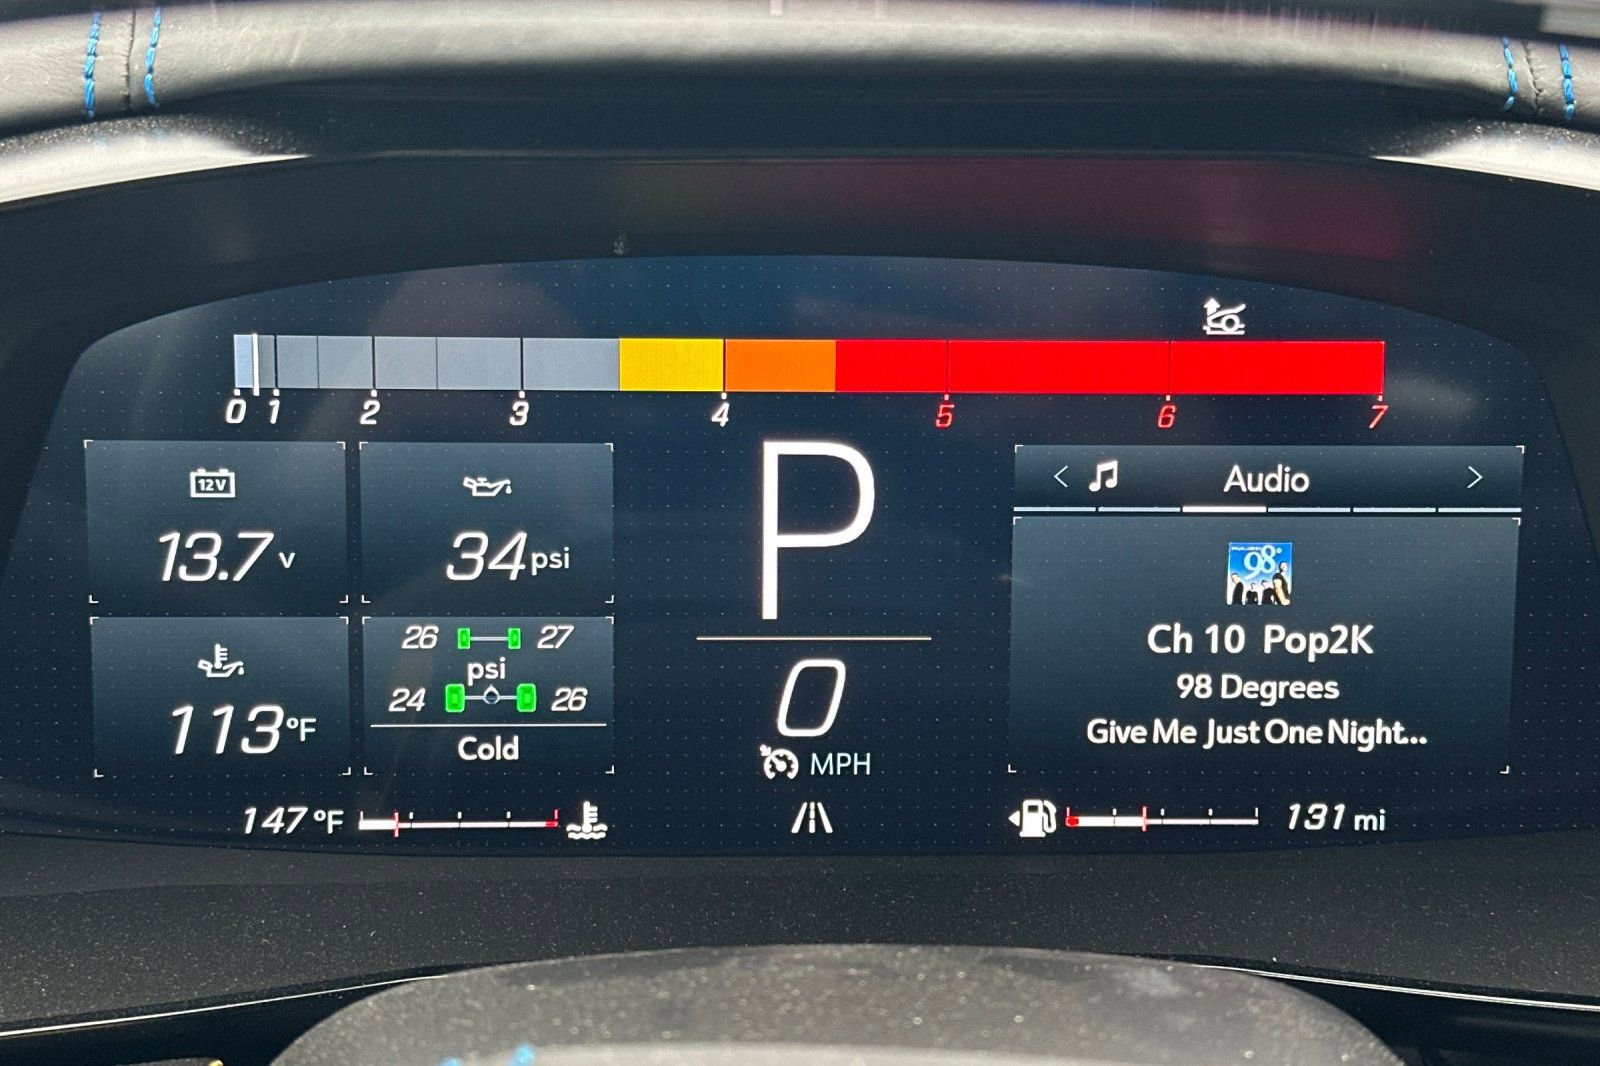 0 1 2 3 4 5 6 7
12V
13.7 V
34 psi
P
Audio
98°
26 27
psi
24 26
Cold
113 °F
0
MPH
Ch 10 Pop2K
98 Degrees
Give Me Just One Night...
147 °F
131 mi